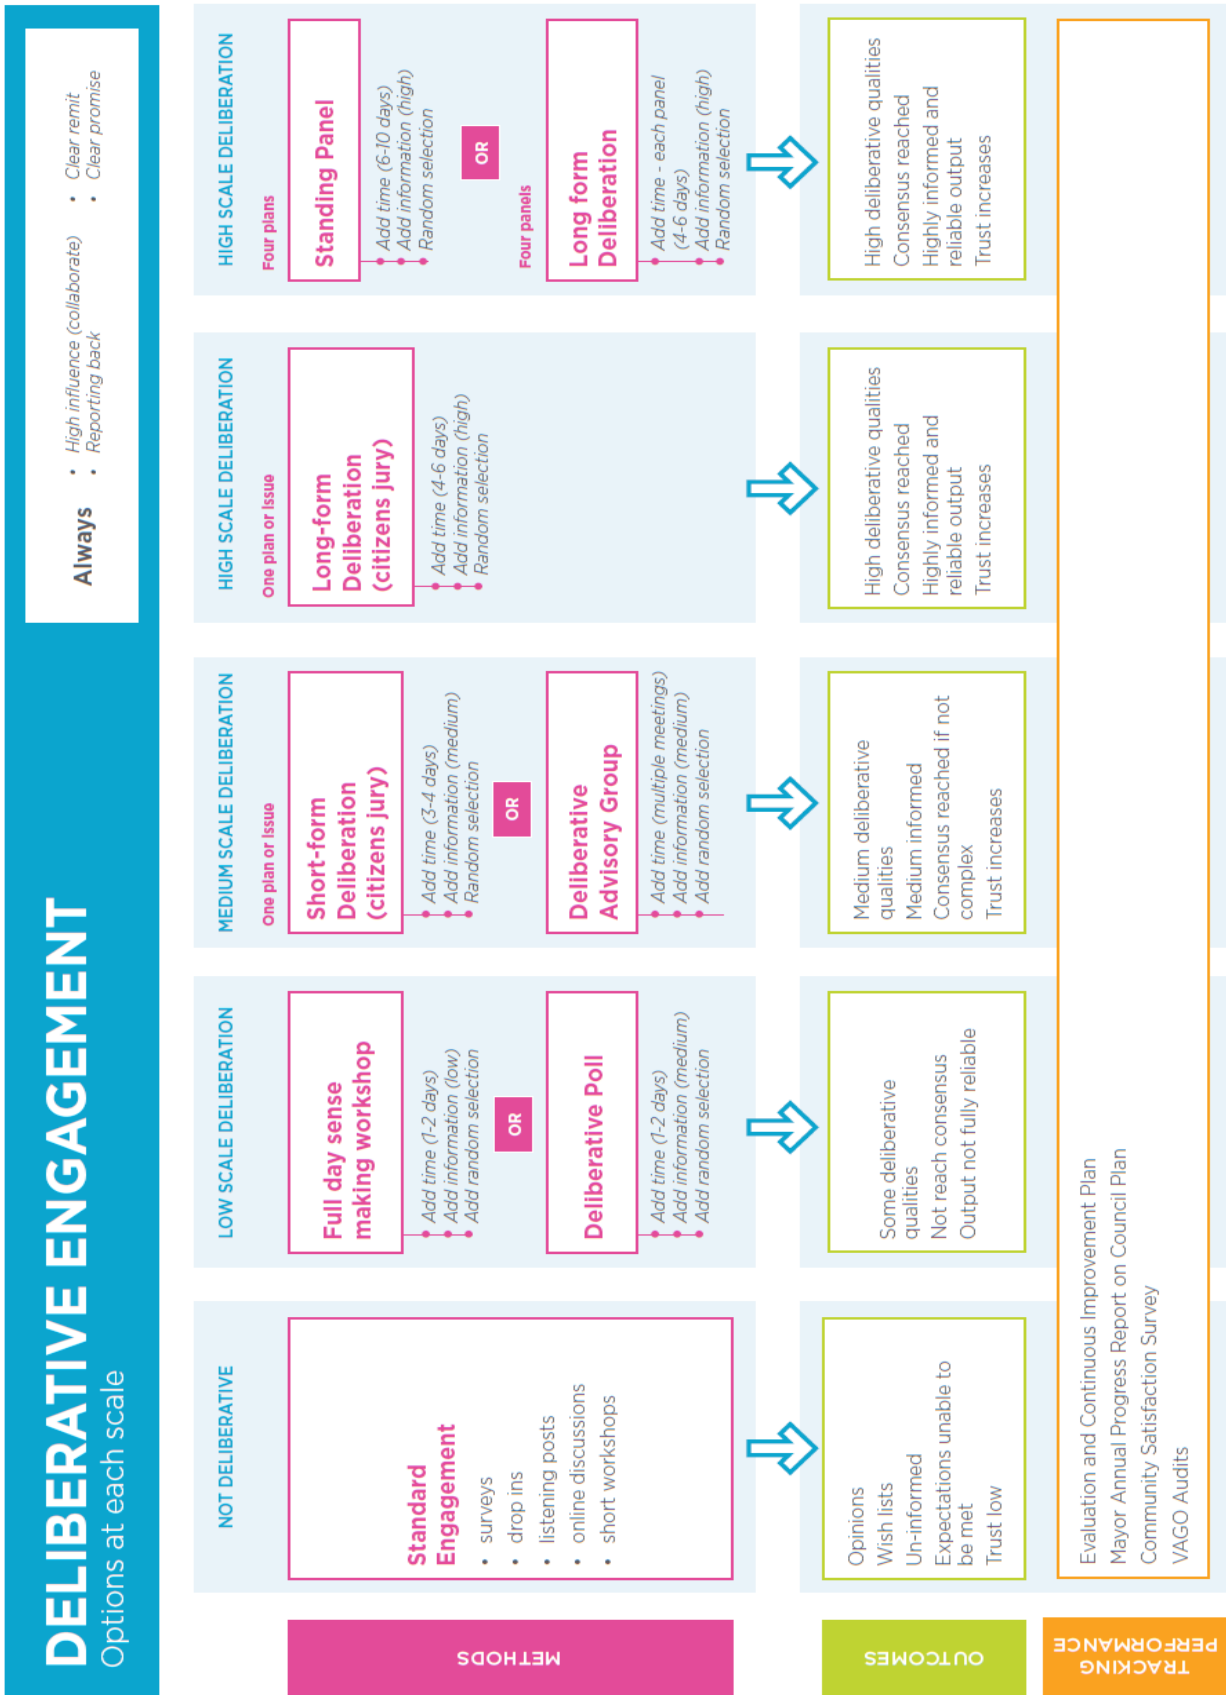 DELIBERATIVE ENGAGEMENT
Options at each scale
Always
• High influence (collaborate)
• Reporting back
• Clear remit
• Clear promise
METHODS
NOT DELIBERATIVE
Standard
Engagement
• surveys
• drop ins
• listening posts
• online discussions
• short workshops
LOW SCALE DELIBERATION
Full day sense
making workshop
Add time (1-2 days)
Add information (low)
Add random selection
OR
Deliberative Poll
Add time (1-2 days)
Add information (medium)
Add random selection
MEDIUM SCALE DELIBERATION
One plan or issue
Short-form
Deliberation
(citizens jury)
Add time (3-4 days)
Add information (medium)
Random selection
OR
Deliberative
Advisory Group
Add time (multiple meetings)
Add information (medium)
Add random selection
HIGH SCALE DELIBERATION
One plan or issue
Long-form
Deliberation
(citizens jury)
Add time (4-6 days)
Add information (high)
Random selection
HIGH SCALE DELIBERATION
Four plans
Standing Panel
Add time (6-10 days)
Add information (high)
Random selection
OR
Four panels
Long form
Deliberation
Add time - each panel
(4-6 days)
Add information (high)
Random selection
OUTCOMES
Opinions
Wish lists
Un-informed
Expectations unable to
be met
Trust low
Some deliberative
qualities
Not reach consensus
Output not fully reliable
Medium deliberative
qualities
Medium informed
Consensus reached if not
complex
Trust increases
High deliberative qualities
Consensus reached
Highly informed and
reliable output
Trust increases
High deliberative qualities
Consensus reached
Highly informed and
reliable output
Trust increases
TRACKING
PERFORMANCE
Evaluation and Continuous Improvement Plan
Mayor Annual Progress Report on Council Plan
Community Satisfaction Survey
VAGO Audits